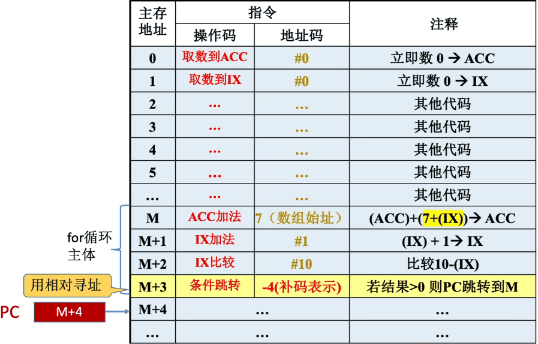 主存地址 指令 注释
操作码 地址码
0 取数到ACC #0 立即数 0 → ACC
1 取数到IX #0 立即数 0 → IX
2 … … 其他代码
3 … … 其他代码
4 … … 其他代码
5 … … 其他代码
… … … 其他代码
M ACC加法 7（数组始址） (ACC)+(7+(IX))→ ACC
for循环主体
M+1 IX加法 #1 (IX) + 1→ IX
M+2 IX比较 #10 比较10-(IX)
用相对寻址 M+3 条件跳转 -4(补码表示) 若结果>0 则PC跳转到M
PC M+4 M+4 … …
… … …